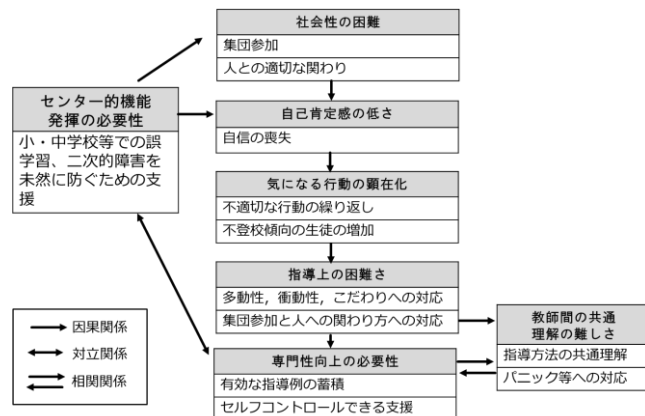 社会性の困難
集団参加
人との適切な関わり
センター的機能
発揮の必要性
小・中学校等での誤
学習、二次的障害を
未然に防ぐための支
援
自己肯定感の低さ
自信の喪失
気になる行動の顕在化
不適切な行動の繰り返し
不登校傾向の生徒の増加
指導上の困難さ
多動性，衝動性，こだわりへの対応
集団参加と人への関わり方への対応
教師間の共通
理解の難しさ
指導方法の共通理解
パニック等への対応
専門性向上の必要性
有効な指導例の蓄積
セルフコントロールできる支援
因果関係
対立関係
相関関係